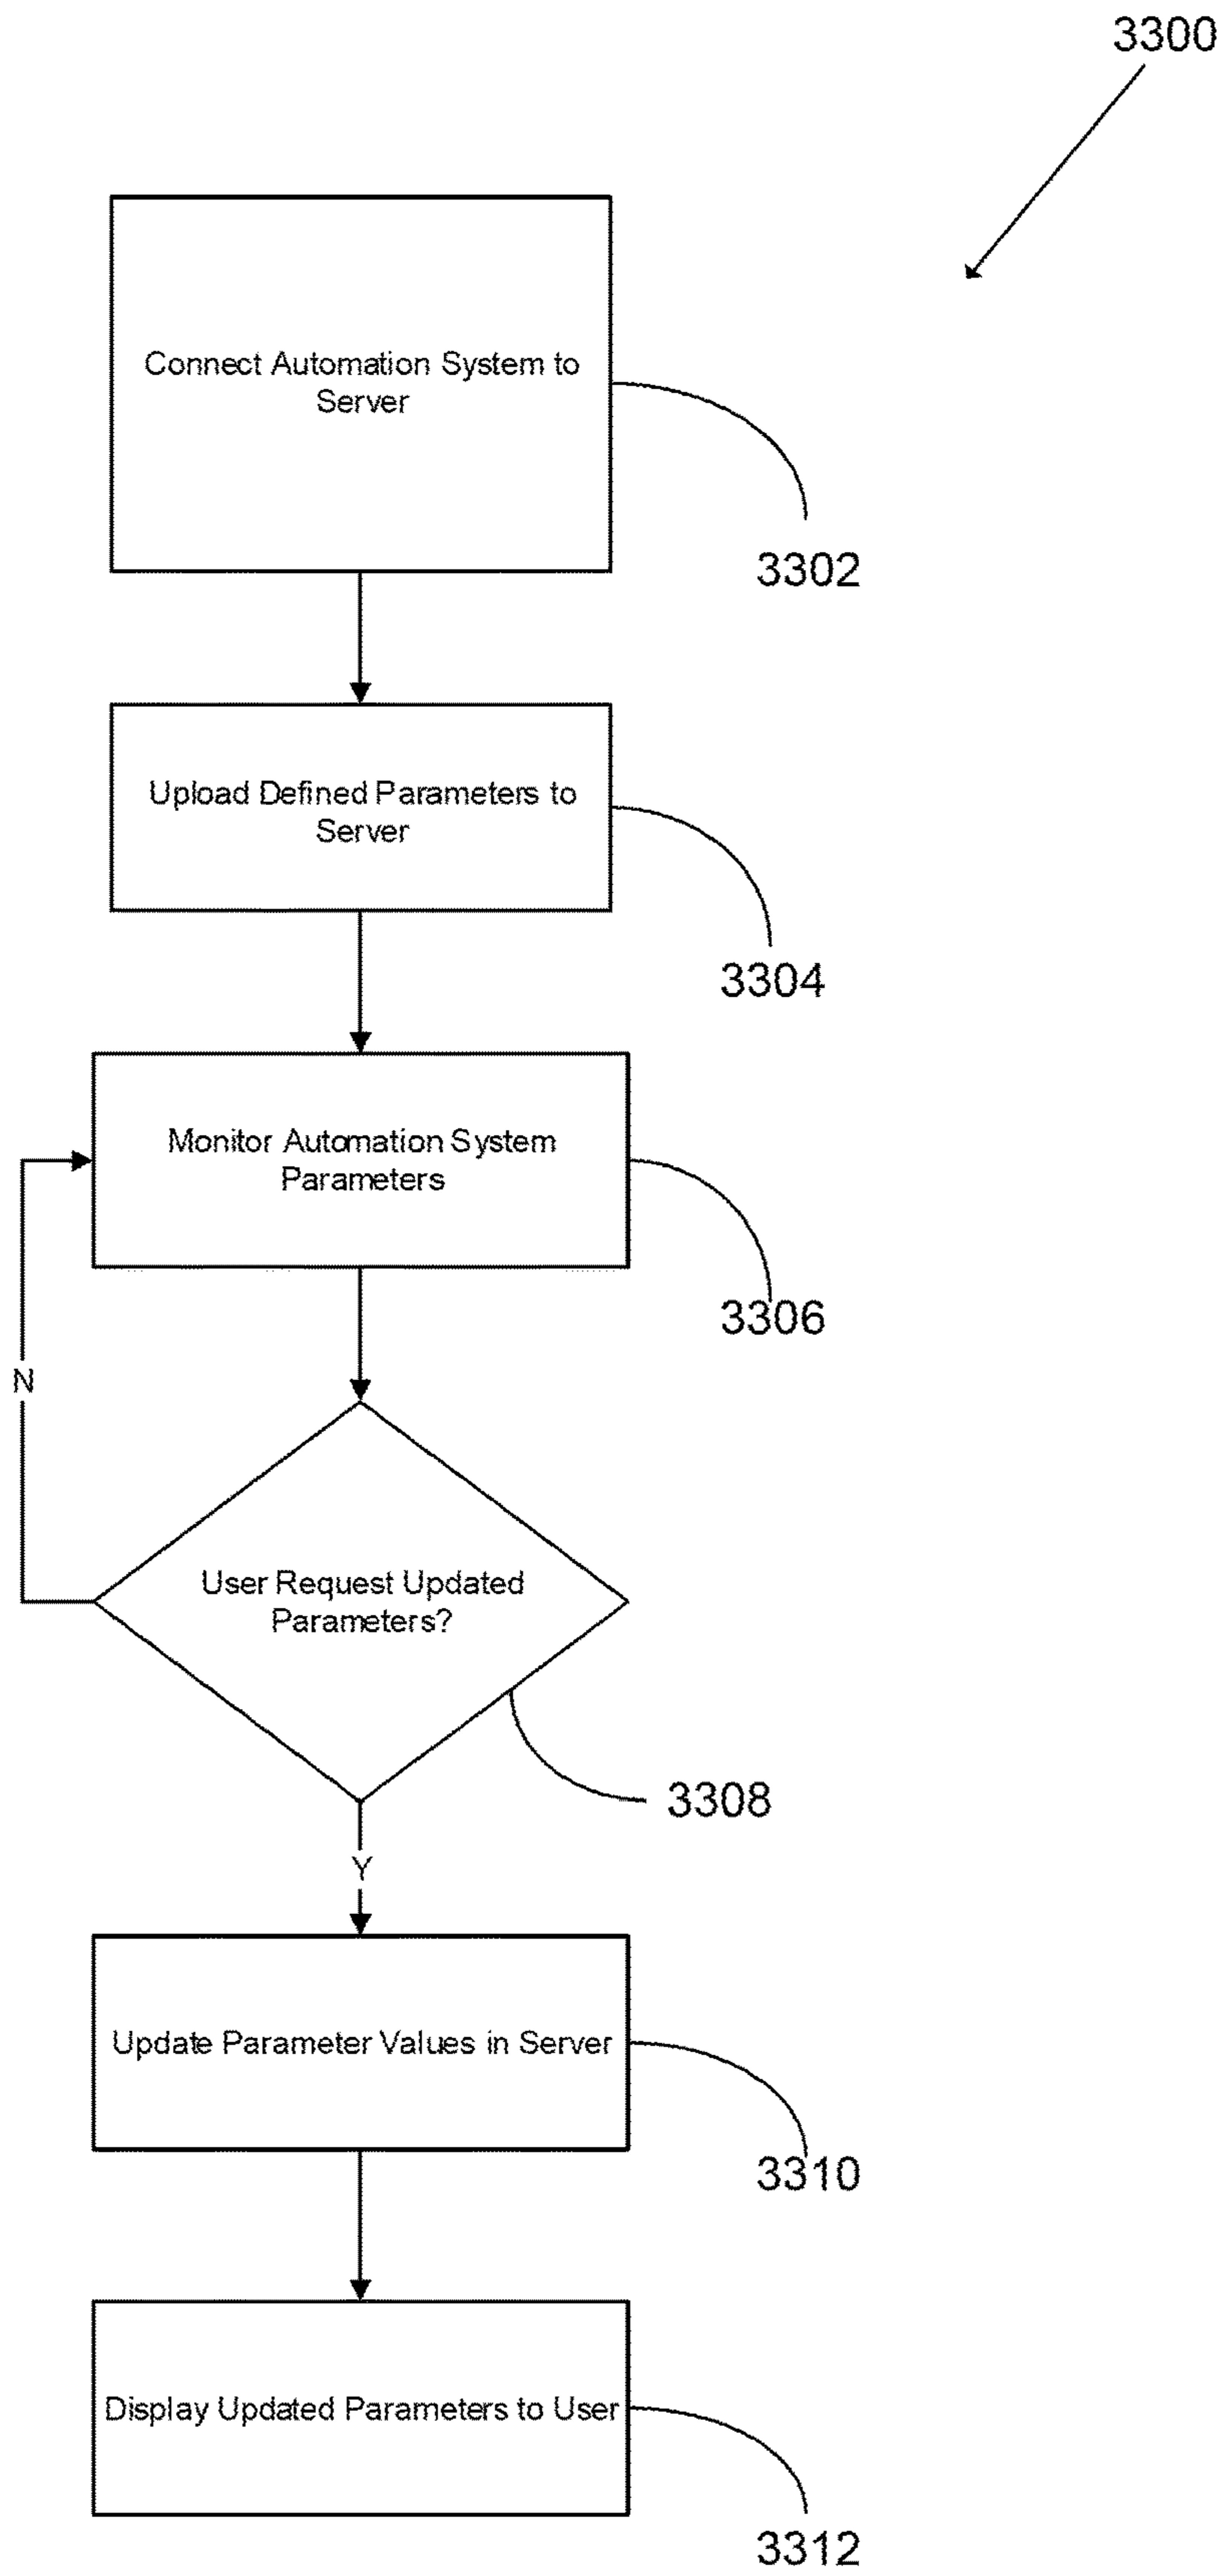 3300
Connect Automation System to
Server
3302
Upload Defined Parameters to
Server
3304
Monitor Automation System
Parameters
3306
N
User Request Updated
Parameters?
3308
Y
Update Parameter Values in Server
3310
Display Updated Parameters to User
3312